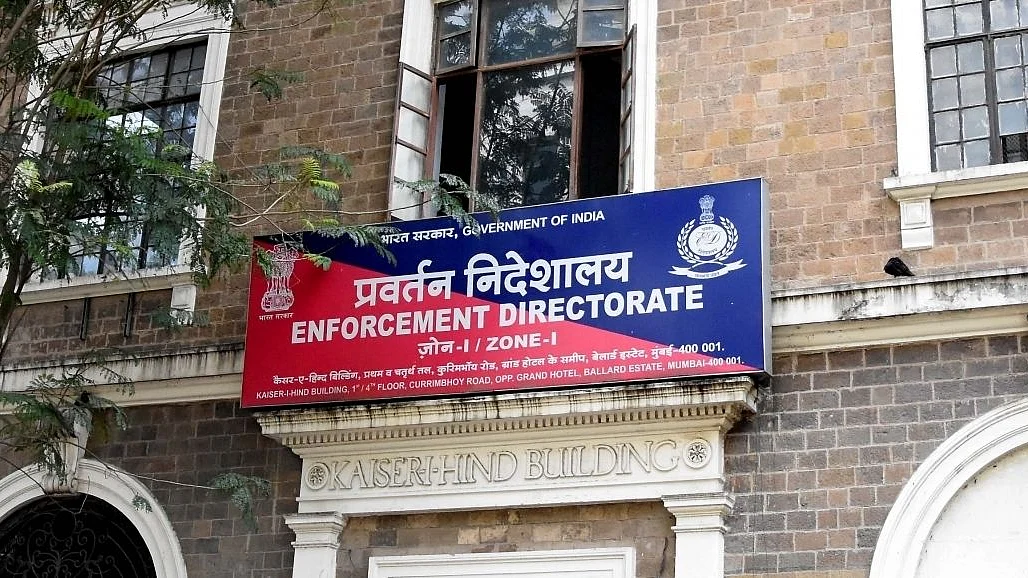 भारत सरकार, GOVERNMENT OF INDIA
प्रवर्तन निदेशालय
ENFORCEMENT DIRECTORATE
भारत सरकार
ज़ोन-I / ZONE-I
कैसर-ए-हिन्द बिल्डिंग, प्रथम व चतुर्थ तल, कुरिमभॉय रोड, ग्रांड होटल के समीप, बेलार्ड इस्टेट, मुंबई-400 001.
KAISER-I-HIND BUILDING, 1ST / 4TH FLOOR, CURRIMBHOY ROAD, OPP. GRAND HOTEL, BALLARD ESTATE, MUMBAI-400 001.
KAISER-I-HIND BUILDING